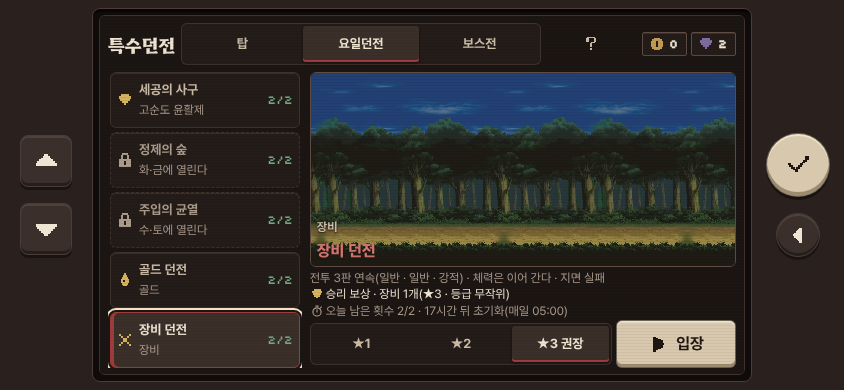 특수던전
탑
요일던전
보스전
?
0
2
세공의 사구
고순도 윤활제
2/2
정제의 숲
화·금에 열린다
2/2
주입의 균열
수·토에 열린다
2/2
골드 던전
골드
2/2
장비 던전
장비
2/2
장비
장비 던전
전투 3판 연속(일반 · 일반 · 강적) · 체력은 이어 간다 · 지면 실패
승리 보상 · 장비 1개(★3 · 등급 무작위)
오늘 남은 횟수 2/2 · 17시간 뒤 초기화(매일 05:00)
★1
★2
★3 권장
입장